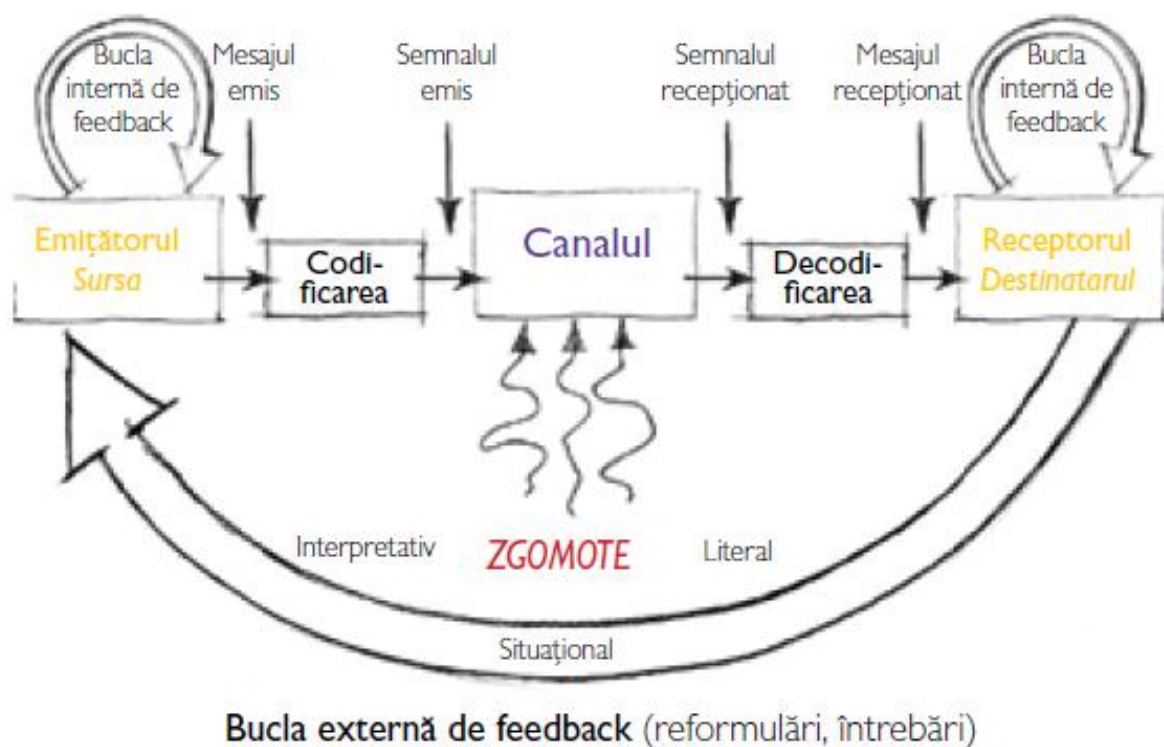 Bucla
internă de
feedback
Mesajul
emis
Semnalul
emis
Semnalul
recepționat
Mesajul
recepționat
Bucla
internă de
feedback
Emițătorul
Sursa
Codi-
ficarea
Canalul
Decodi-
ficarea
Receptorul
Destinatarul
Interpretativ
ZGOMOTE
Literal
Situațional
Bucla externă de feedback (reformulări, întrebări)